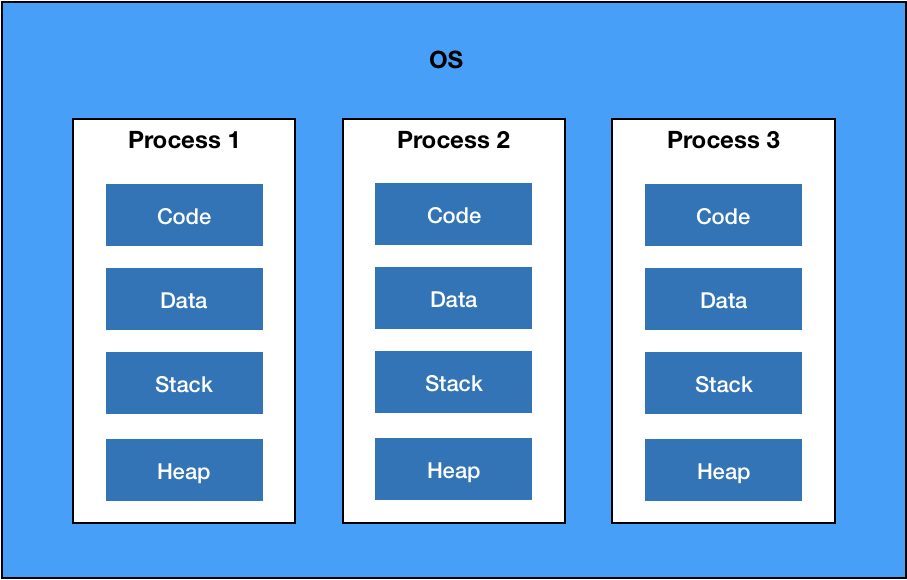 OS
Process 1
Code
Data
Stack
Heap
Process 2
Code
Data
Stack
Heap
Process 3
Code
Data
Stack
Heap